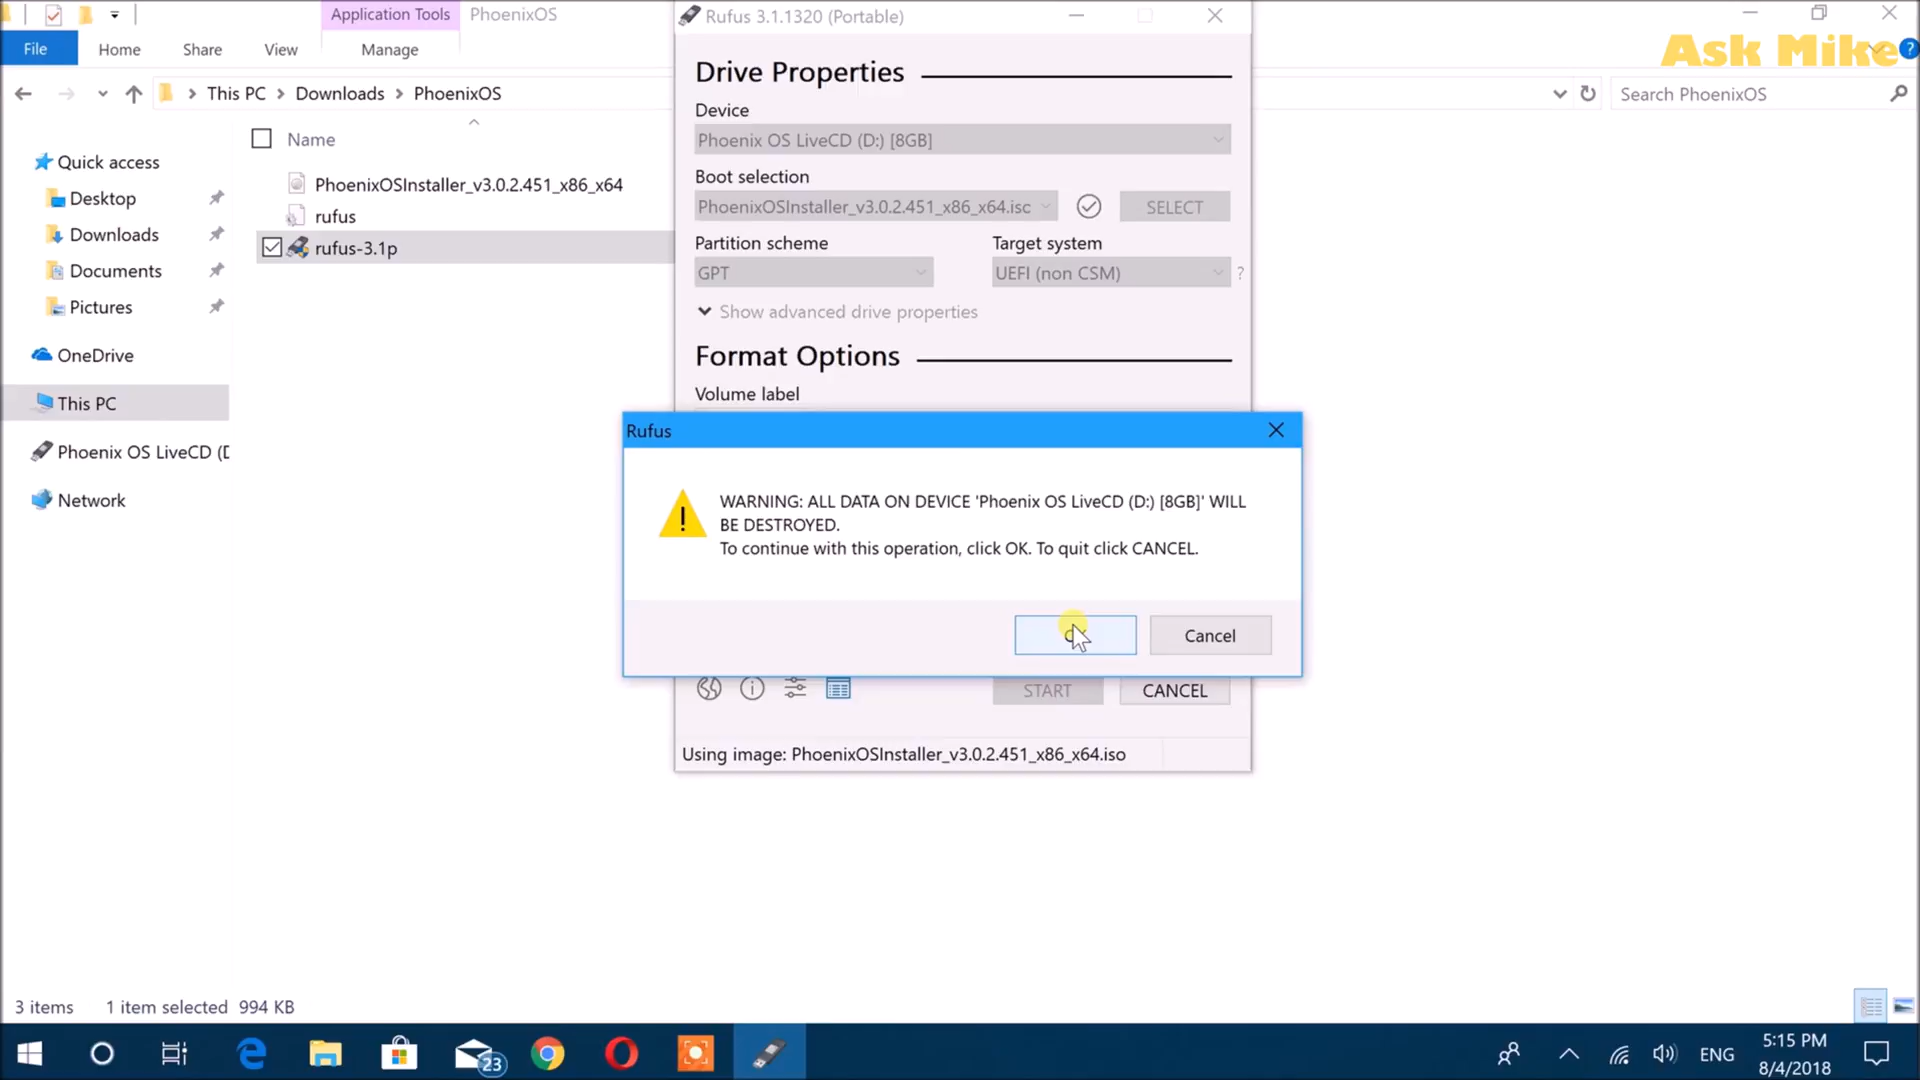 Application Tools
PhoenixOS
File
Home
Share
View
Manage
This PC
Downloads
PhoenixOS
Search PhoenixOS
Ask Mike
?
Quick access
Desktop
Downloads
Documents
Pictures
OneDrive
This PC
Phoenix OS LiveCD (D
Network
Name
PhoenixOSInstaller_v3.0.2.451_x86_x64
rufus
rufus-3.1p
Rufus 3.1.1320 (Portable)
Drive Properties
Device
Phoenix OS LiveCD (D:) [8GB]
Boot selection
PhoenixOSInstaller_v3.0.2.451_x86_x64.isc
SELECT
Partition scheme
Target system
GPT
UEFI (non CSM)
?
Show advanced drive properties
Format Options
Volume label
Rufus
WARNING: ALL DATA ON DEVICE 'Phoenix OS LiveCD (D:) [8GB]' WILL
BE DESTROYED.
To continue with this operation, click OK. To quit click CANCEL.
Cancel
START
CANCEL
Using image: PhoenixOSInstaller_v3.0.2.451_x86_x64.iso
3 items
1 item selected 994 KB
23
ENG
5:15 PM
8/4/2018